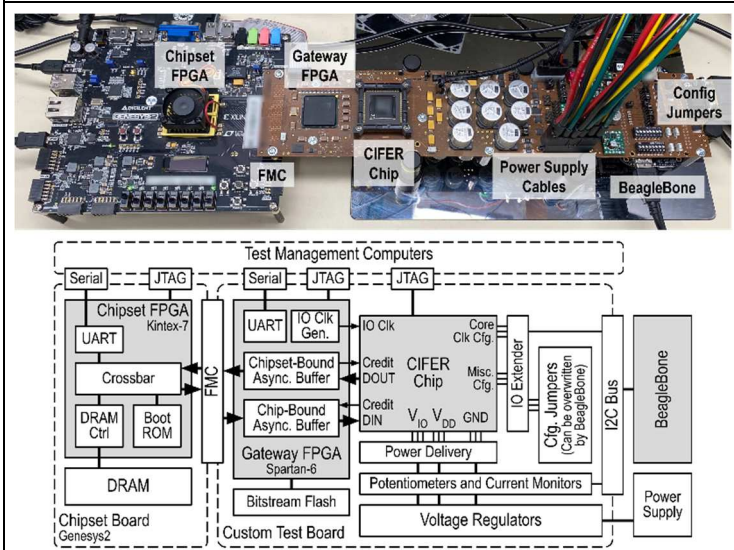 Chipset
FPGA
Gateway
FPGA
Config
Jumpers
FMC
CIFER
Chip
Power Supply
Cables
BeagleBone
DIGILENT
GENESYS 2
Test Management Computers
Serial
JTAG
Serial
JTAG
JTAG
Chipset FPGA
Kintex-7
UART
Crossbar
DRAM
Ctrl
Boot
ROM
DRAM
Chipset Board
Genesys2
FMC
UART
IO Clk
Gen.
Chipset-Bound
Async. Buffer
Chip-Bound
Async. Buffer
Gateway FPGA
Spartan-6
Bitstream Flash
Custom Test Board
IO Clk
Core
Clk Cfg.
Credit
DOUT
CIFER
Chip
Misc.
Cfg.
Credit
DIN
VIO VDD GND
Power Delivery
Potentiometers and Current Monitors
Voltage Regulators
IO Extender
Cfg. Jumpers
(Can be overwritten
by BeagleBone)
I2C Bus
BeagleBone
Power
Supply